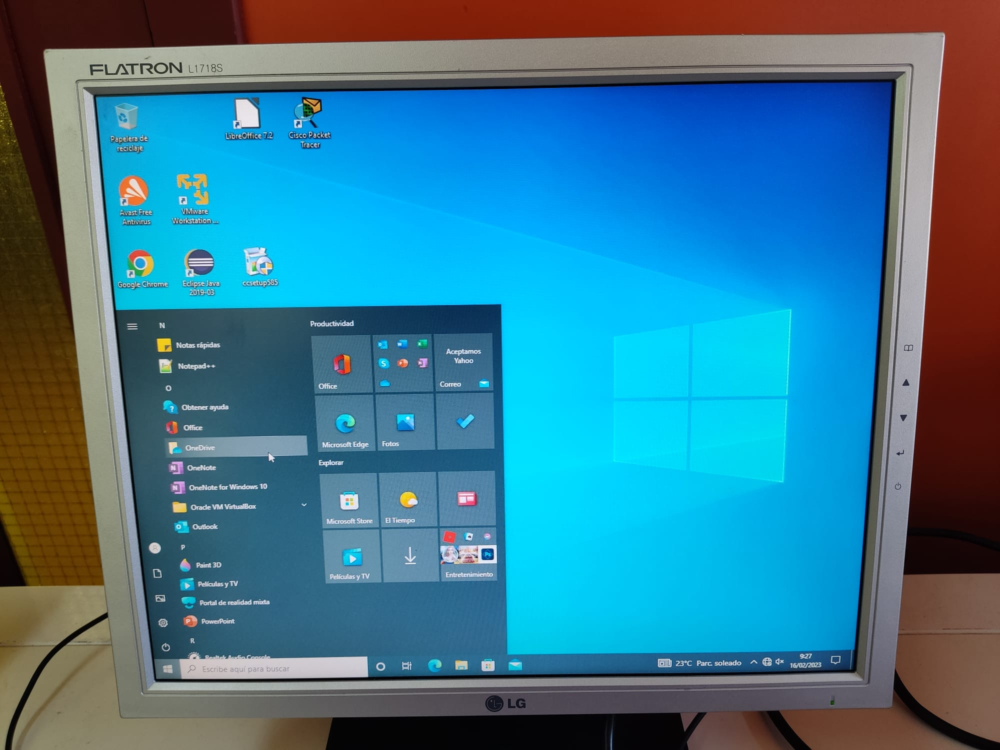 FLATRON L1718S
Papelera de
reciclaje
LibreOffice 7.2
Cisco Packet
Tracer
Avast Free
Antivirus
VMware
Workstation ...
Google Chrome
Eclipse Java
2019-03
ccsetup585
N
Notas rápidas
Notepad++
O
Obtener ayuda
Office
OneDrive
OneNote
OneNote for Windows 10
Oracle VM VirtualBox
Outlook
P
Paint 3D
Películas y TV
Portal de realidad mixta
PowerPoint
R
Realtek Audio Console
Productividad
Office
Aceptamos
Yahoo
Correo
Microsoft Edge
Fotos
Explorar
Microsoft Store
El Tiempo
Películas y TV
Ps
Entretenimiento
Escribe aquí para buscar
23°C Parc. soleado
9:27
16/02/2023
LG